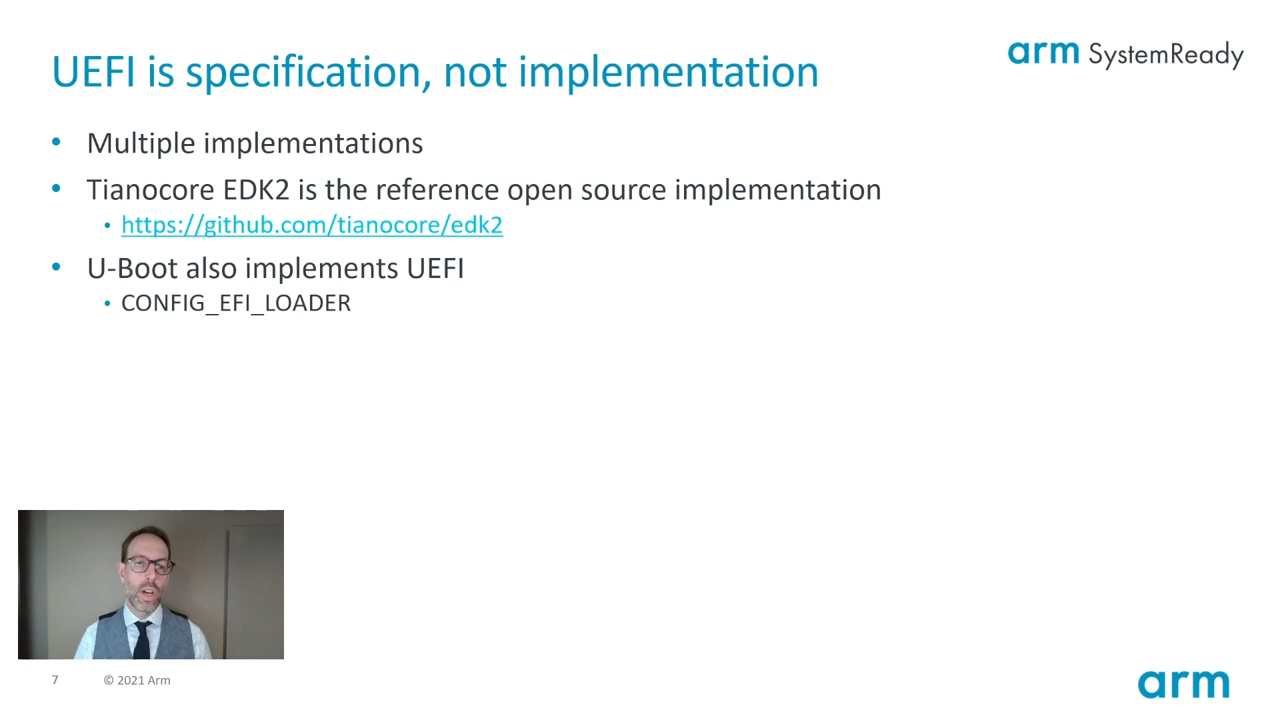 arm SystemReady
UEFI is specification, not implementation
• Multiple implementations
• Tianocore EDK2 is the reference open source implementation
• https://github.com/tianocore/edk2
• U-Boot also implements UEFI
• CONFIG_EFI_LOADER
7 © 2021 Arm
arm